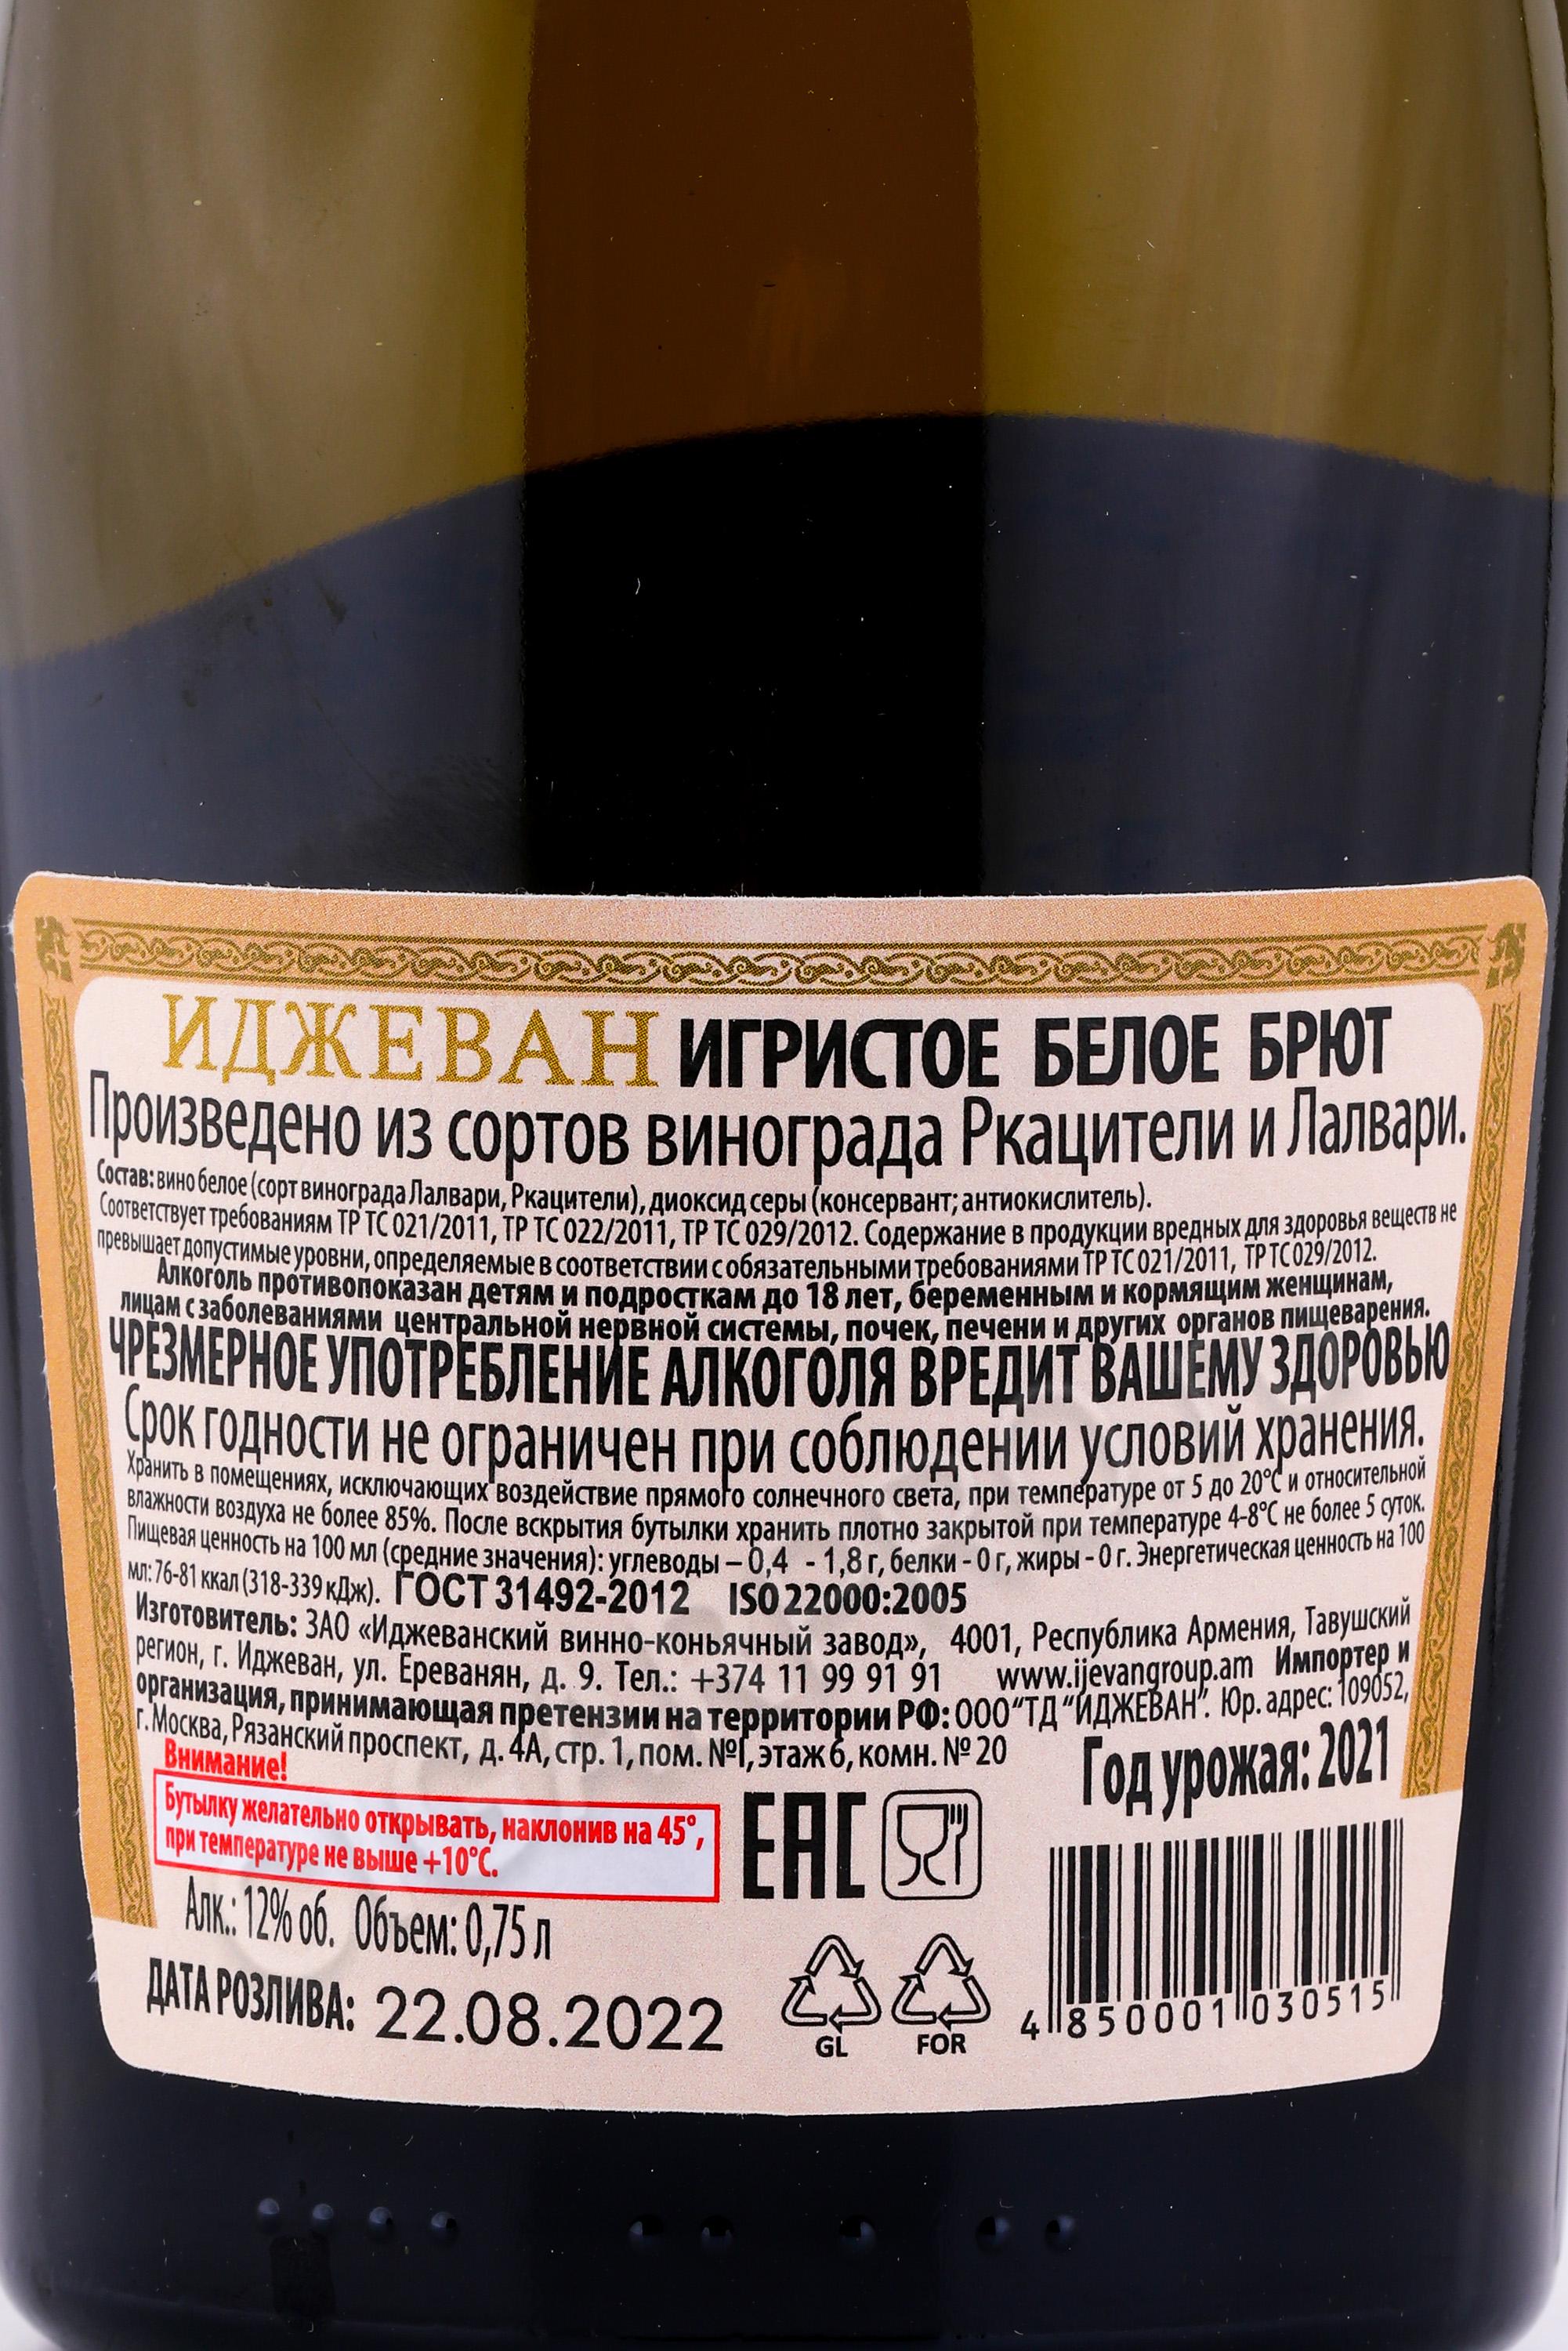 ИДЖЕВАН ИГРИСТОЕ БЕЛОЕ БРЮТ
Произведено из сортов винограда Ркацители и Лалвари.
Состав: вино белое (сорт винограда Лалвари, Ркацители), диоксид серы (консервант; антиокислитель).
Соответствует требованиям ТР ТС 021/2011, ТР ТС 022/2011, ТР ТС 029/2012. Содержание в продукции вредных для здоровья веществ не
превышает допустимые уровни, определяемые в соответствии с обязательными требованиями ТР ТС 021/2011, ТР ТС 029/2012.
Алкоголь противопоказан детям и подросткам до 18 лет, беременным и кормящим женщинам,
лицам с заболеваниями центральной нервной системы, почек, печени и других органов пищеварения.
ЧРЕЗМЕРНОЕ УПОТРЕБЛЕНИЕ АЛКОГОЛЯ ВРЕДИТ ВАШЕМУ ЗДОРОВЬЮ
Срок годности не ограничен при соблюдении условий хранения.
Хранить в помещениях, исключающих воздействие прямого солнечного света, при температуре от 5 до 20°С и относительной
влажности воздуха не более 85%. После вскрытия бутылки хранить плотно закрытой при температуре 4-8°С не более 5 суток.
Пищевая ценность на 100 мл (средние значения): углеводы – 0,4 - 1,8 г, белки - 0 г, жиры - 0 г. Энергетическая ценность на 100
мл: 76-81 ккал (318-339 кДж). ГОСТ 31492-2012 ISO 22000:2005
Изготовитель: ЗАО «Иджеванский винно-коньячный завод», 4001, Республика Армения, Тавушский
регион, г. Иджеван, ул. Ереванян, д. 9. Тел.: +374 11 99 91 91 www.ijevangroup.am Импортер и
организация, принимающая претензии на территории РФ: ООО “ТД “ИДЖЕВАН”. Юр. адрес: 109052,
г. Москва, Рязанский проспект, д. 4А, стр. 1, пом. №I, этаж 6, комн. № 20
Год урожая: 2021
Внимание!
Бутылку желательно открывать, наклонив на 45°,
при температуре не выше +10°С.
EAC
Алк.: 12% об. Объем: 0,75 л
ДАТА РОЗЛИВА: 22.08.2022
GL
FOR
4 850001 030515